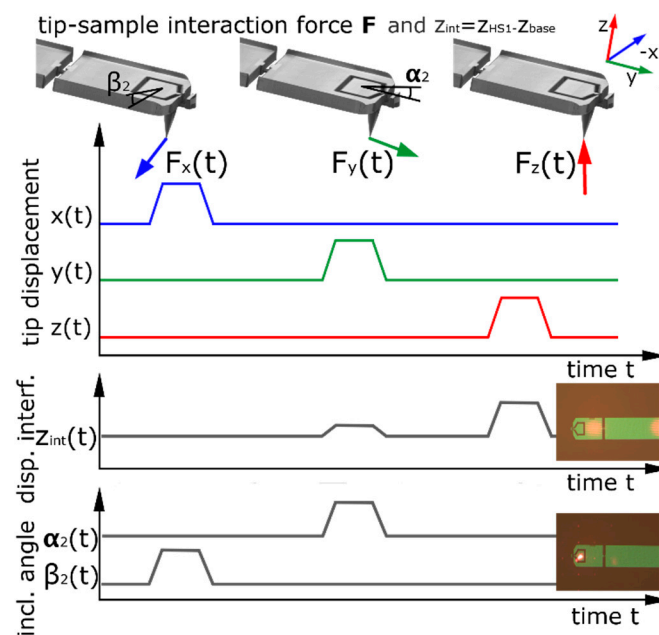 tip-sample interaction force F and zint=zHS1-zbase
z
-x
y
β2
α2
Fx(t)
Fy(t)
Fz(t)
tip displacement
x(t)
y(t)
z(t)
time t
disp. interf.
zint(t)
incl. angle
α2(t)
β2(t)
time t